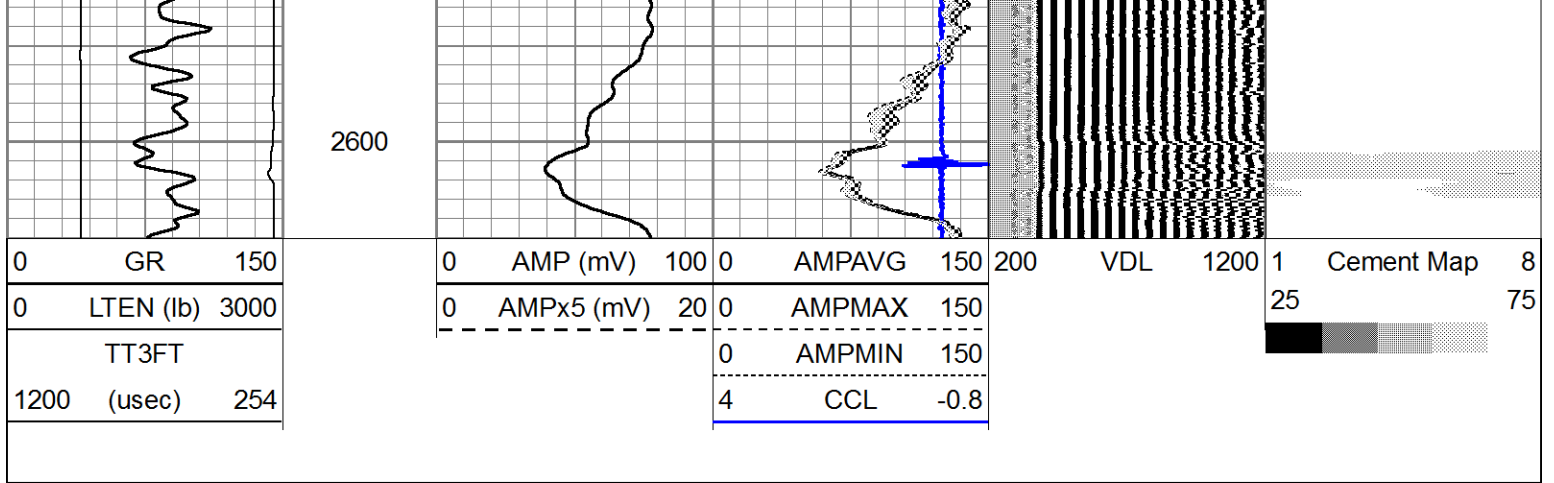 2600
0 GR 150
0 AMP (mV) 100
0 AMPAVG 150
200 VDL 1200
1 Cement Map 8
0 LTEN (lb) 3000
0 AMPx5 (mV) 20
0 AMPMAX 150
25 75
TT3FT
0 AMPMIN 150
1200 (usec) 254
4 CCL -0.8